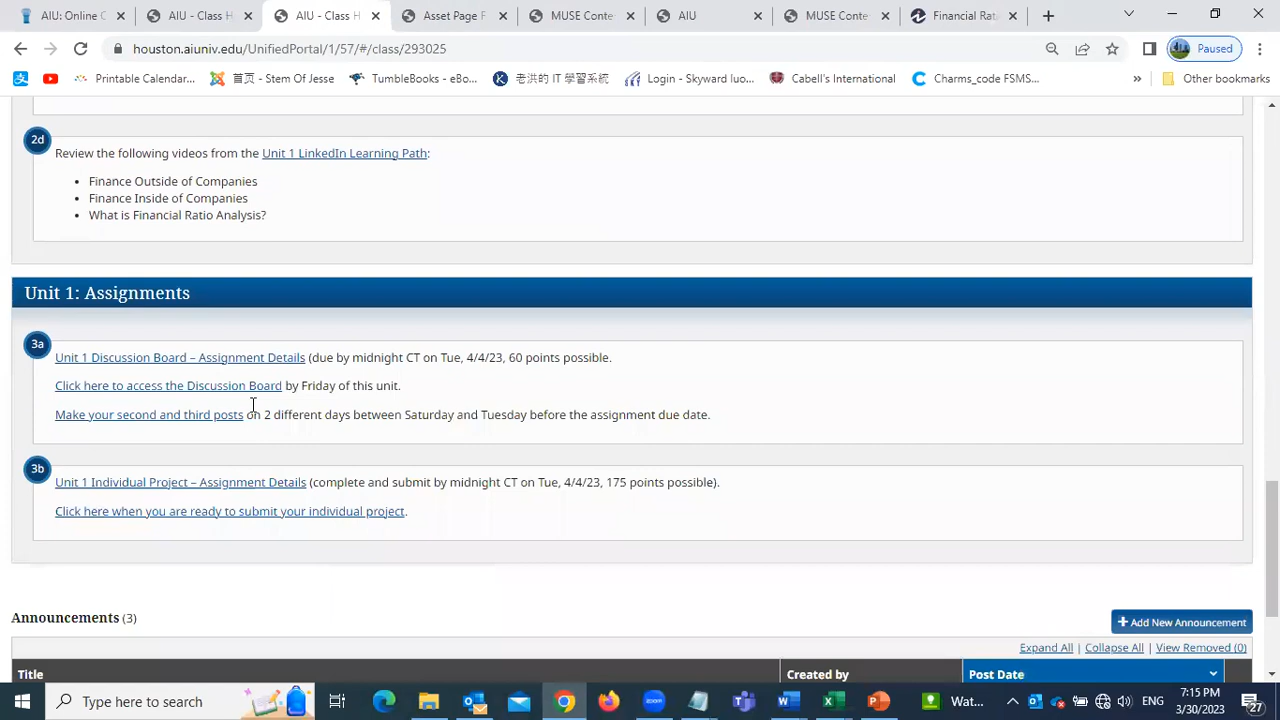 AIU: Online C
AIU - Class H
AIU - Class H
Asset Page F
MUSE Conte
AIU
MUSE Conte
Financial Rati
houston.aiuniv.edu/UnifiedPortal/1/57/#/class/293025
Paused
Printable Calendar...
首页 - Stem Of Jesse
TumbleBooks - eBo...
老洪的 IT 學習系統
Login - Skyward luo...
Cabell's International
Charms_code FSMS...
»
Other bookmarks
2d
Review the following videos from the Unit 1 LinkedIn Learning Path:
• Finance Outside of Companies
• Finance Inside of Companies
• What is Financial Ratio Analysis?
Unit 1: Assignments
3a
Unit 1 Discussion Board – Assignment Details (due by midnight CT on Tue, 4/4/23, 60 points possible.
Click here to access the Discussion Board by Friday of this unit.
Make your second and third posts on 2 different days between Saturday and Tuesday before the assignment due date.
3b
Unit 1 Individual Project – Assignment Details (complete and submit by midnight CT on Tue, 4/4/23, 175 points possible).
Click here when you are ready to submit your individual project.
Announcements (3)
+ Add New Announcement
Expand All | Collapse All | View Removed (0)
Title
Created by
Post Date
Type here to search
Wat...
ENG
7:15 PM
3/30/2023
27